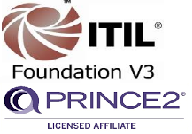 ITIL®
Foundation V3
PRINCE2®
LICENSED AFFILIATE